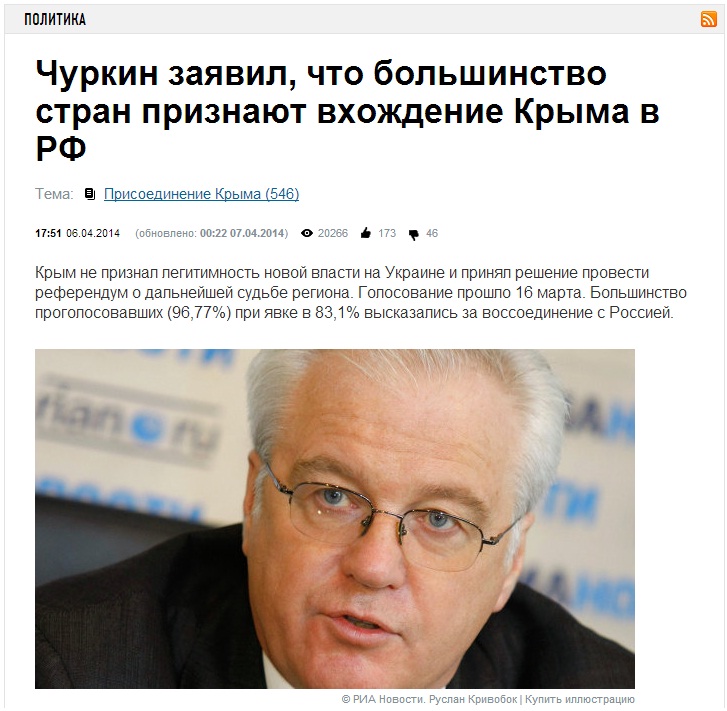 ПОЛИТИКА
Чуркин заявил, что большинство
стран признают вхождение Крыма в
РФ
Тема: Присоединение Крыма (546)
17:51 06.04.2014 (обновлено: 00:22 07.04.2014) 20266 173 46
Крым не признал легитимность новой власти на Украине и принял решение провести
референдум о дальнейшей судьбе региона. Голосование прошло 16 марта. Большинство
проголосовавших (96,77%) при явке в 83,1% высказались за воссоединение с Россией.
rian.ru
© РИА Новости. Руслан Кривобок | Купить иллюстрацию